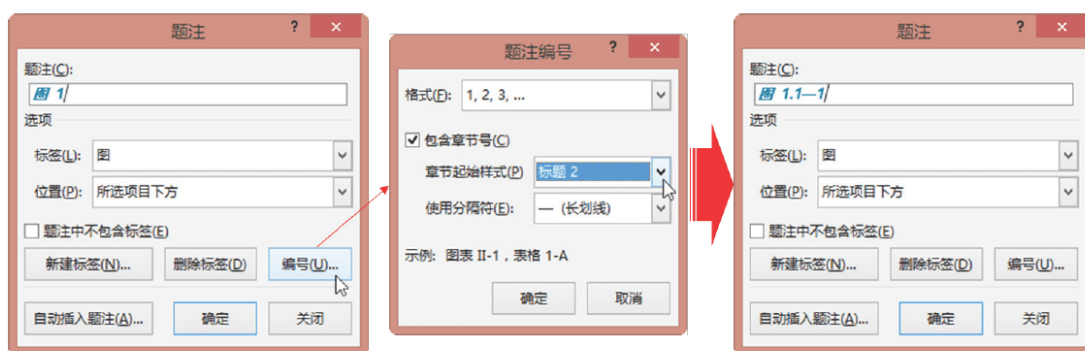 题注 ? ×
题注(C):
图 1
选项
标签(L): 图
位置(P): 所选项目下方
题注中不包含标签(E)
新建标签(N)... 删除标签(D) 编号(U)...
自动插入题注(A)... 确定 关闭
题注编号 ? ×
格式(F): 1, 2, 3, ...
包含章节号(C)
章节起始样式(P) 标题 2
使用分隔符(E): — (长划线)
示例: 图表 II-1，表格 1-A
确定 取消
题注 ? ×
题注(C):
图 1.1—1
选项
标签(L): 图
位置(P): 所选项目下方
题注中不包含标签(E)
新建标签(N)... 删除标签(D) 编号(U)...
自动插入题注(A)... 确定 关闭